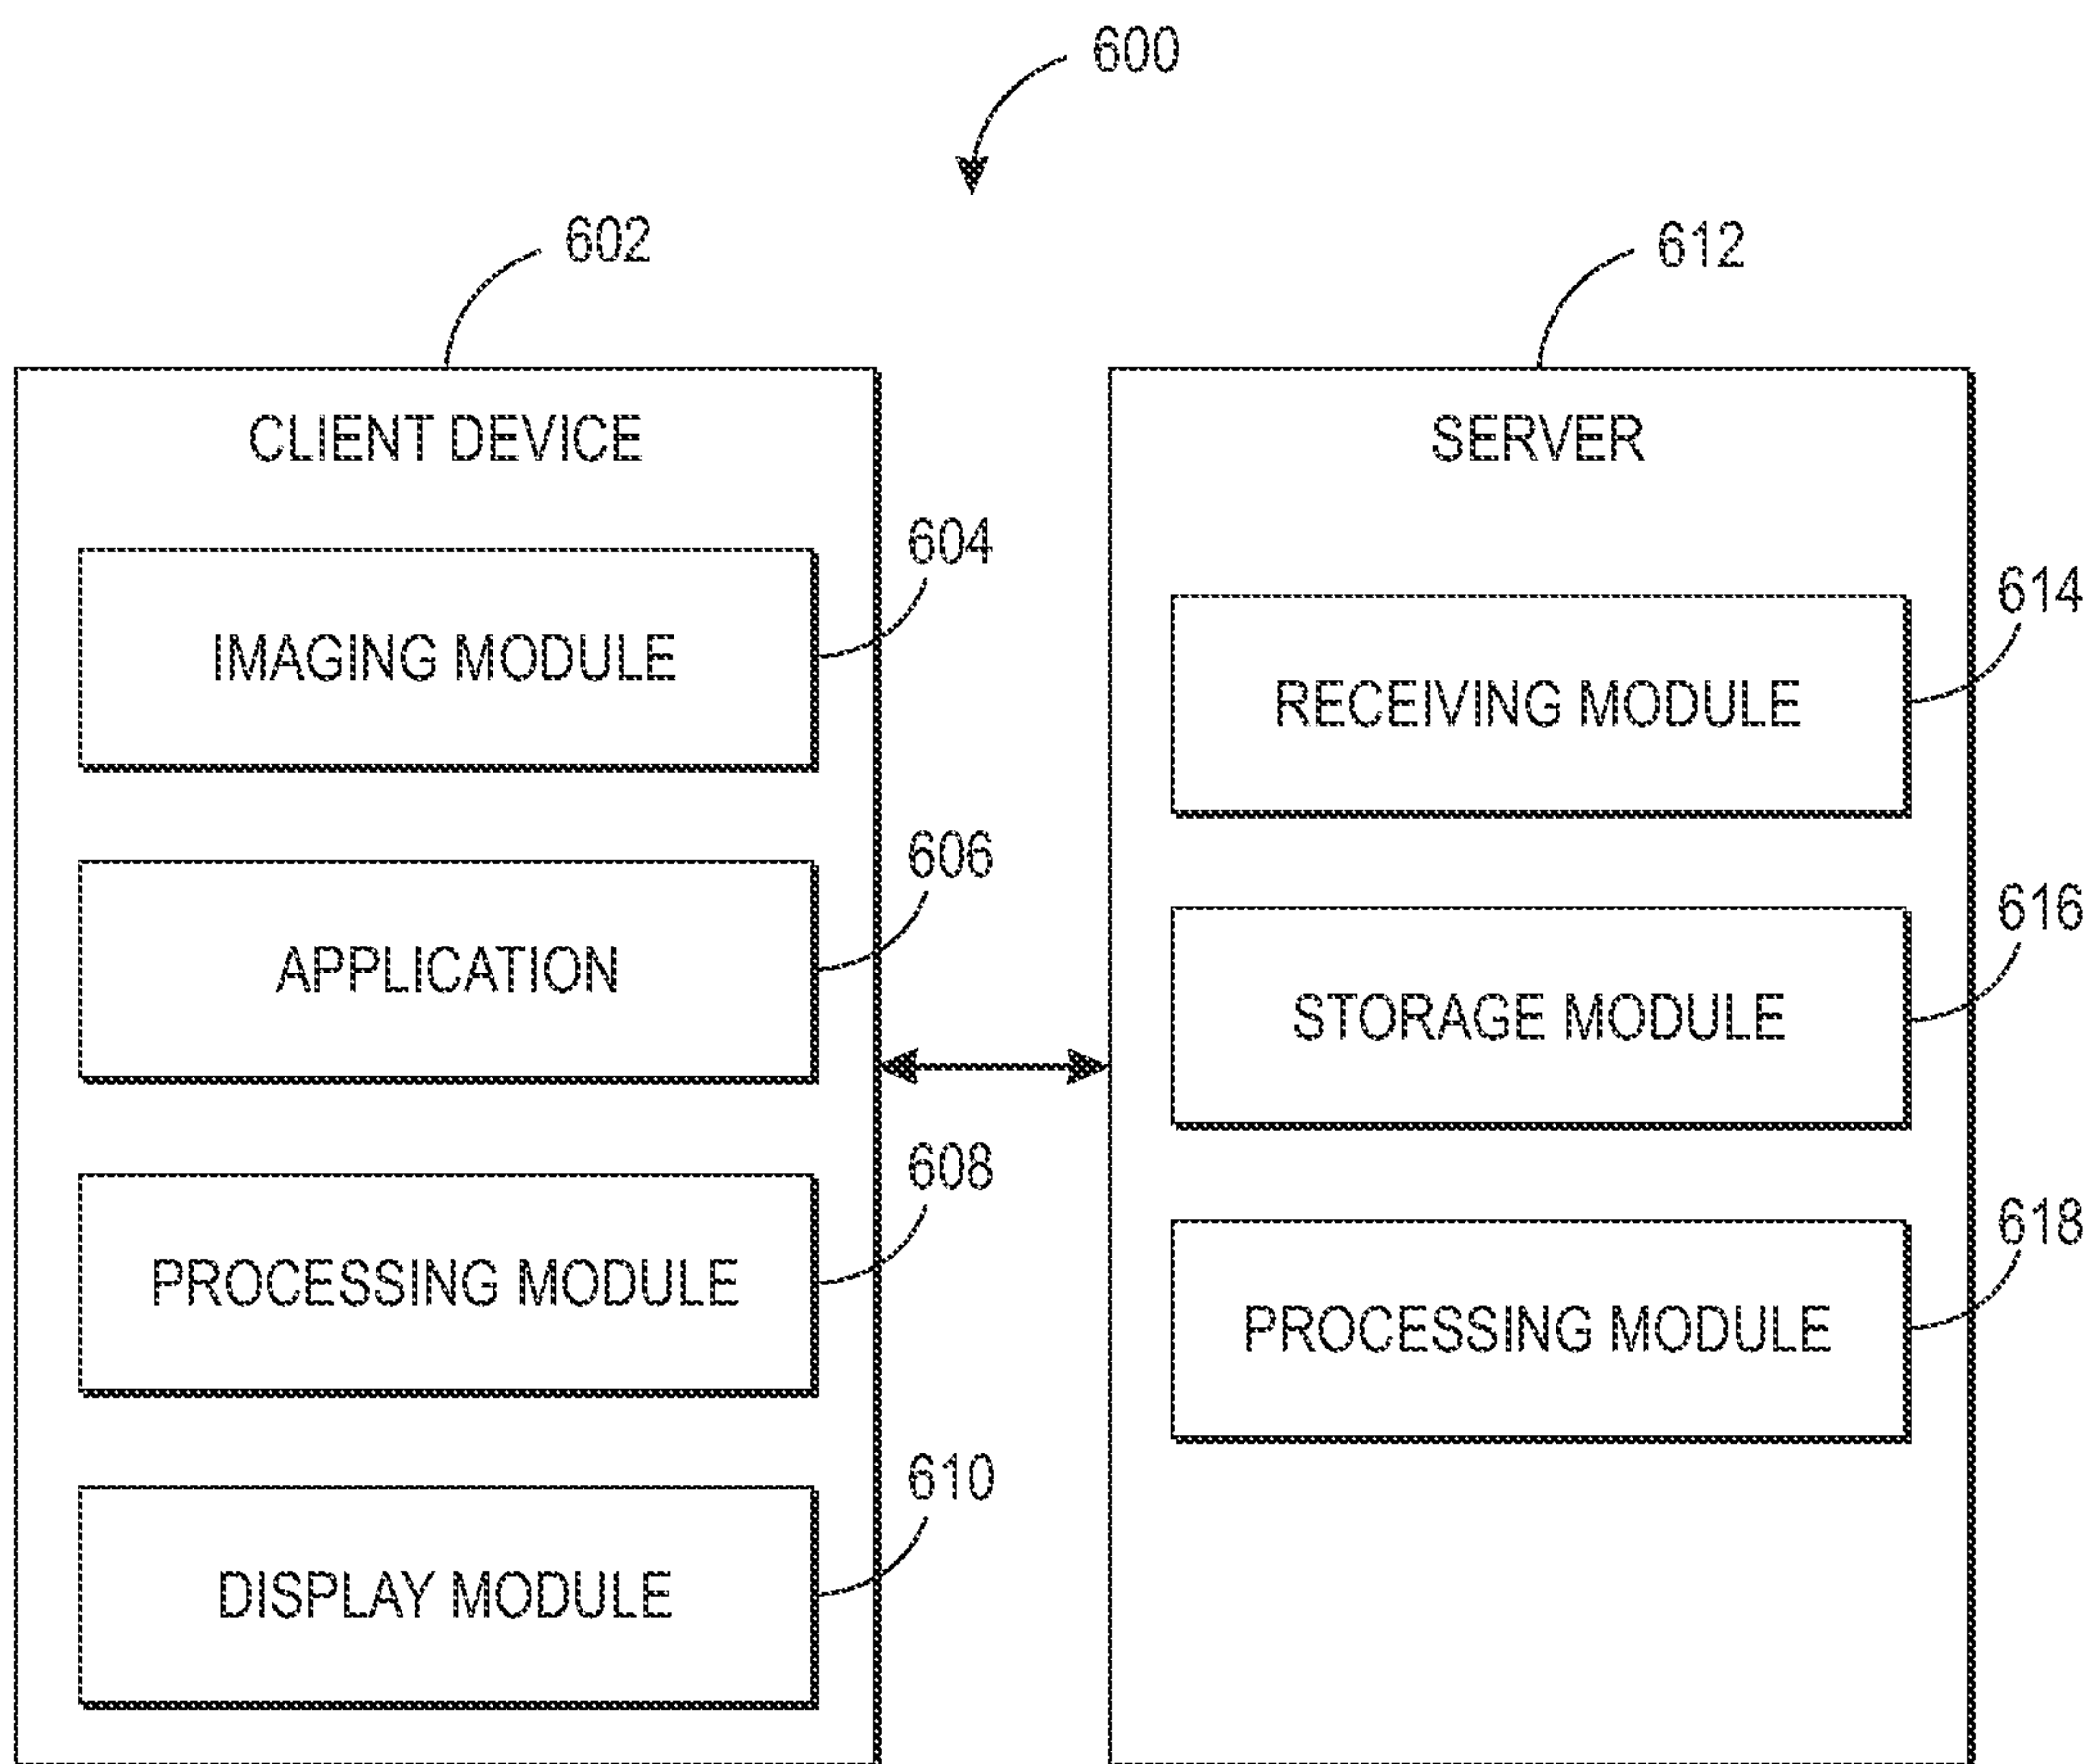 600
602
CLIENT DEVICE
604
IMAGING MODULE
606
APPLICATION
608
PROCESSING MODULE
610
DISPLAY MODULE
612
SERVER
614
RECEIVING MODULE
616
STORAGE MODULE
618
PROCESSING MODULE